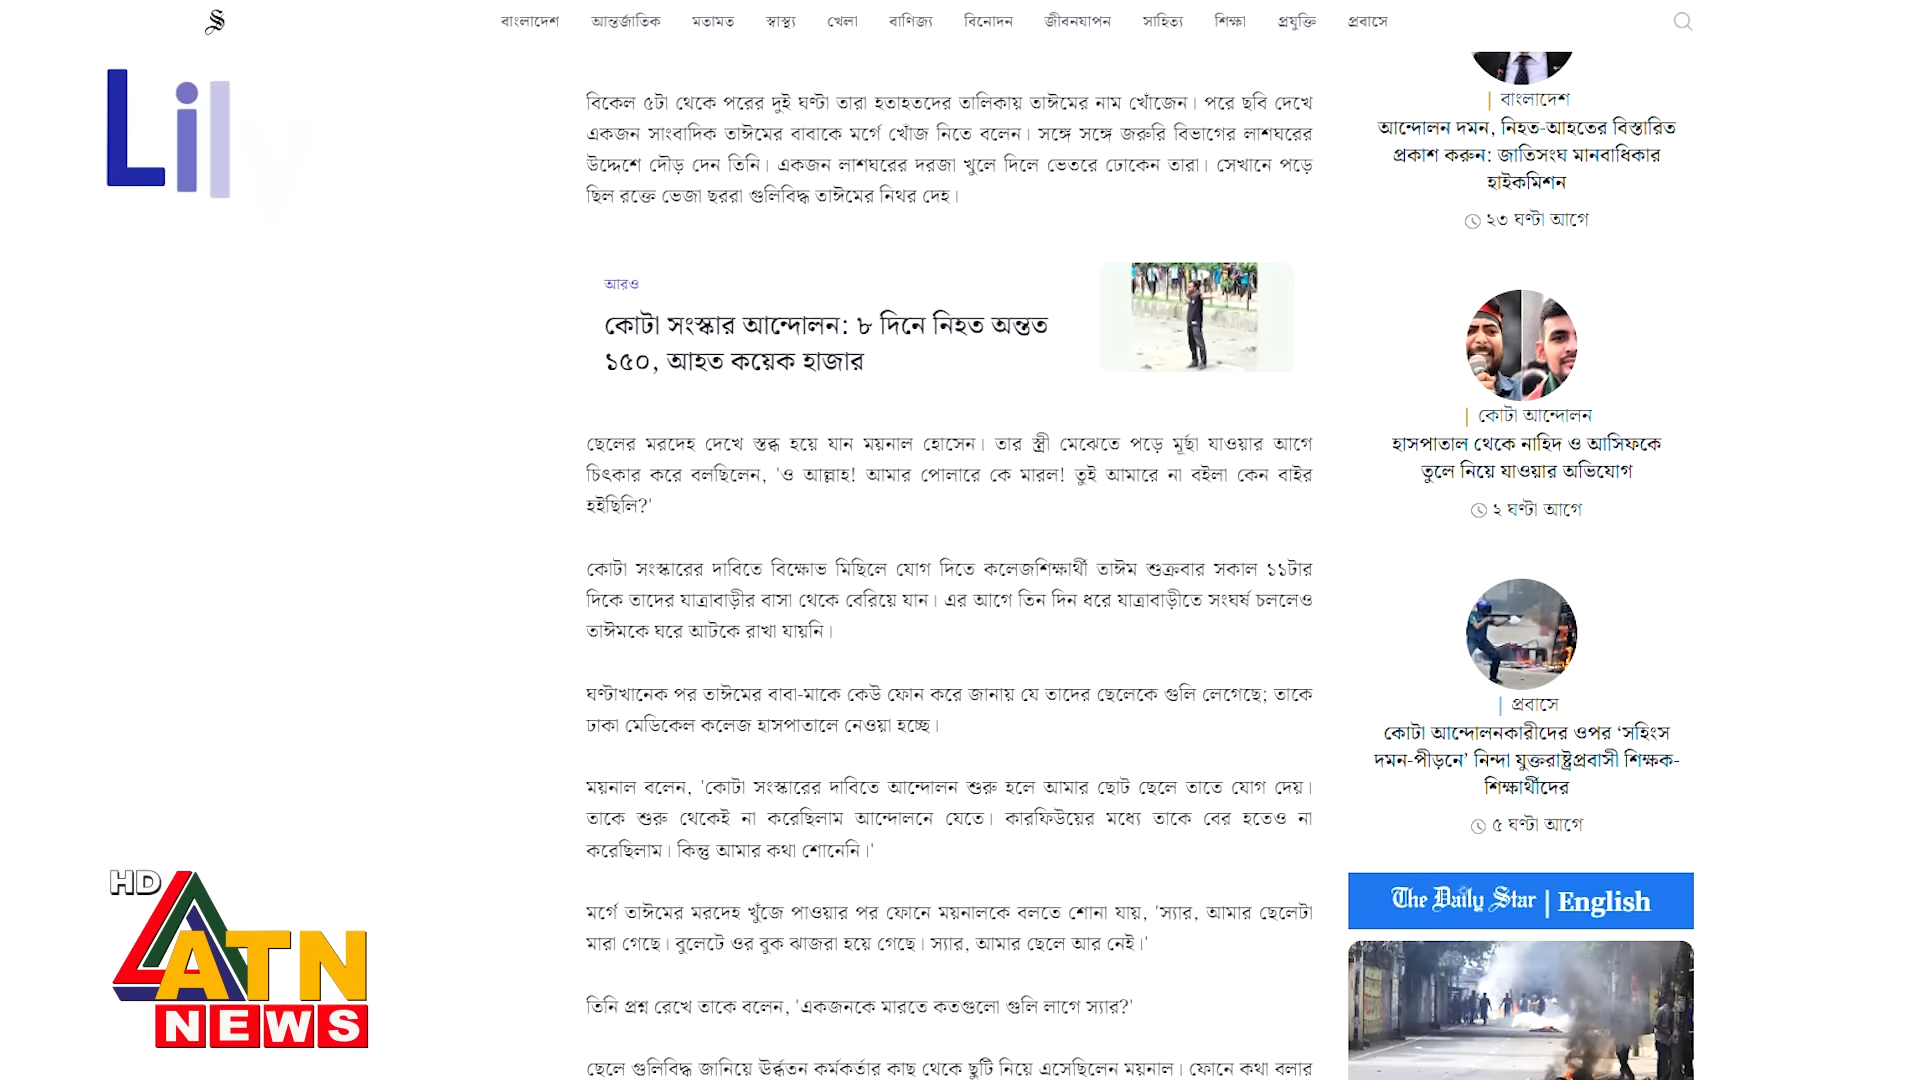 বাংলাদেশ আন্তর্জাতিক মতামত স্বাস্থ্য খেলা বাণিজ্য বিনোদন জীবনযাপন সাহিত্য শিক্ষা প্রযুক্তি প্রবাসে
Lily
বিকেল ৫টা থেকে পরের দুই ঘণ্টা তারা হতাহতদের তালিকায় তাঈমের নাম খোঁজেন। পরে ছবি দেখে
একজন সাংবাদিক তাঈমের বাবাকে মর্গে খোঁজ নিতে বলেন। সঙ্গে সঙ্গে জরুরি বিভাগের লাশঘরের
উদ্দেশে দৌড় দেন তিনি। একজন লাশঘরের দরজা খুলে দিলে ভেতরে ঢোকেন তারা। সেখানে পড়ে
ছিল রক্তে ভেজা ছররা গুলিবিদ্ধ তাঈমের নিথর দেহ।
আরও
কোটা সংস্কার আন্দোলন: ৮ দিনে নিহত অন্তত
১৫০, আহত কয়েক হাজার
ছেলের মরদেহ দেখে স্তব্ধ হয়ে যান ময়নাল হোসেন। তার স্ত্রী মেঝেতে পড়ে মূর্ছা যাওয়ার আগে
চিৎকার করে বলছিলেন, 'ও আল্লাহ! আমার পোলারে কে মারল! তুই আমারে না বইলা কেন বাইর
হইছিলি?'
কোটা সংস্কারের দাবিতে বিক্ষোভ মিছিলে যোগ দিতে কলেজশিক্ষার্থী তাঈম শুক্রবার সকাল ১১টার
দিকে তাদের যাত্রাবাড়ীর বাসা থেকে বেরিয়ে যান। এর আগে তিন দিন ধরে যাত্রাবাড়ীতে সংঘর্ষ চললেও
তাঈমকে ঘরে আটকে রাখা যায়নি।
ঘণ্টাখানেক পর তাঈমের বাবা-মাকে কেউ ফোন করে জানায় যে তাদের ছেলেকে গুলি লেগেছে; তাকে
ঢাকা মেডিকেল কলেজ হাসপাতালে নেওয়া হচ্ছে।
ময়নাল বলেন, 'কোটা সংস্কারের দাবিতে আন্দোলন শুরু হলে আমার ছোট ছেলে তাতে যোগ দেয়।
তাকে শুরু থেকেই না করেছিলাম আন্দোলনে যেতে। কারফিউয়ের মধ্যে তাকে বের হতেও না
করেছিলাম। কিন্তু আমার কথা শোনেনি।'
মর্গে তাঈমের মরদেহ খুঁজে পাওয়ার পর ফোনে ময়নালকে বলতে শোনা যায়, 'স্যার, আমার ছেলেটা
মারা গেছে। বুলেটে ওর বুক ঝাজরা হয়ে গেছে। স্যার, আমার ছেলে আর নেই।'
তিনি প্রশ্ন রেখে তাকে বলেন, 'একজনকে মারতে কতগুলো গুলি লাগে স্যার?'
ছেলে গুলিবিদ্ধ জানিয়ে ঊর্ধ্বতন কর্মকর্তার কাছ থেকে ছুটি নিয়ে এসেছিলেন ময়নাল। ফোনে কথা বলার
| বাংলাদেশ
আন্দোলন দমন, নিহত-আহতের বিস্তারিত
প্রকাশ করুন: জাতিসংঘ মানবাধিকার
হাইকমিশন
২৩ ঘণ্টা আগে
| কোটা আন্দোলন
হাসপাতাল থেকে নাহিদ ও আসিফকে
তুলে নিয়ে যাওয়ার অভিযোগ
২ ঘণ্টা আগে
| প্রবাসে
কোটা আন্দোলনকারীদের ওপর ‘সহিংস
দমন-পীড়নে’ নিন্দা যুক্তরাষ্ট্রপ্রবাসী শিক্ষক-
শিক্ষার্থীদের
৫ ঘণ্টা আগে
The Daily Star | English
HD
ATN
NEWS